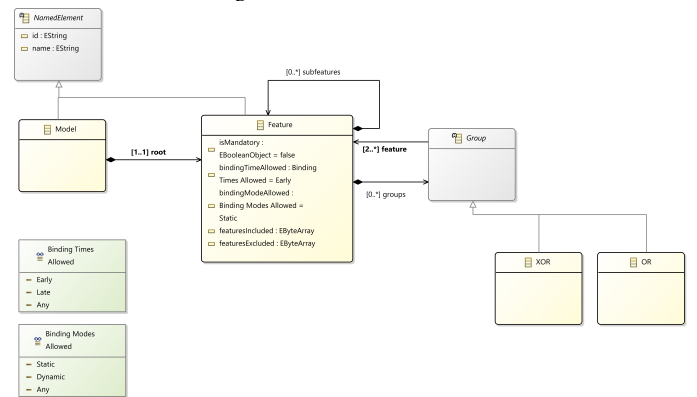 NamedElement
id : EString
name : EString
[0..*] subfeatures
Model
Feature
[1..1] root
isMandatory :
EBooleanObject = false
bindingTimeAllowed : Binding
Times Allowed = Early
bindingModeAllowed :
Binding Modes Allowed =
Static
featuresIncluded : EByteArray
featuresExcluded : EByteArray
Group
[2..*] feature
[0..*] groups
Binding Times
Allowed
Early
Late
Any
XOR
OR
Binding Modes
Allowed
Static
Dynamic
Any